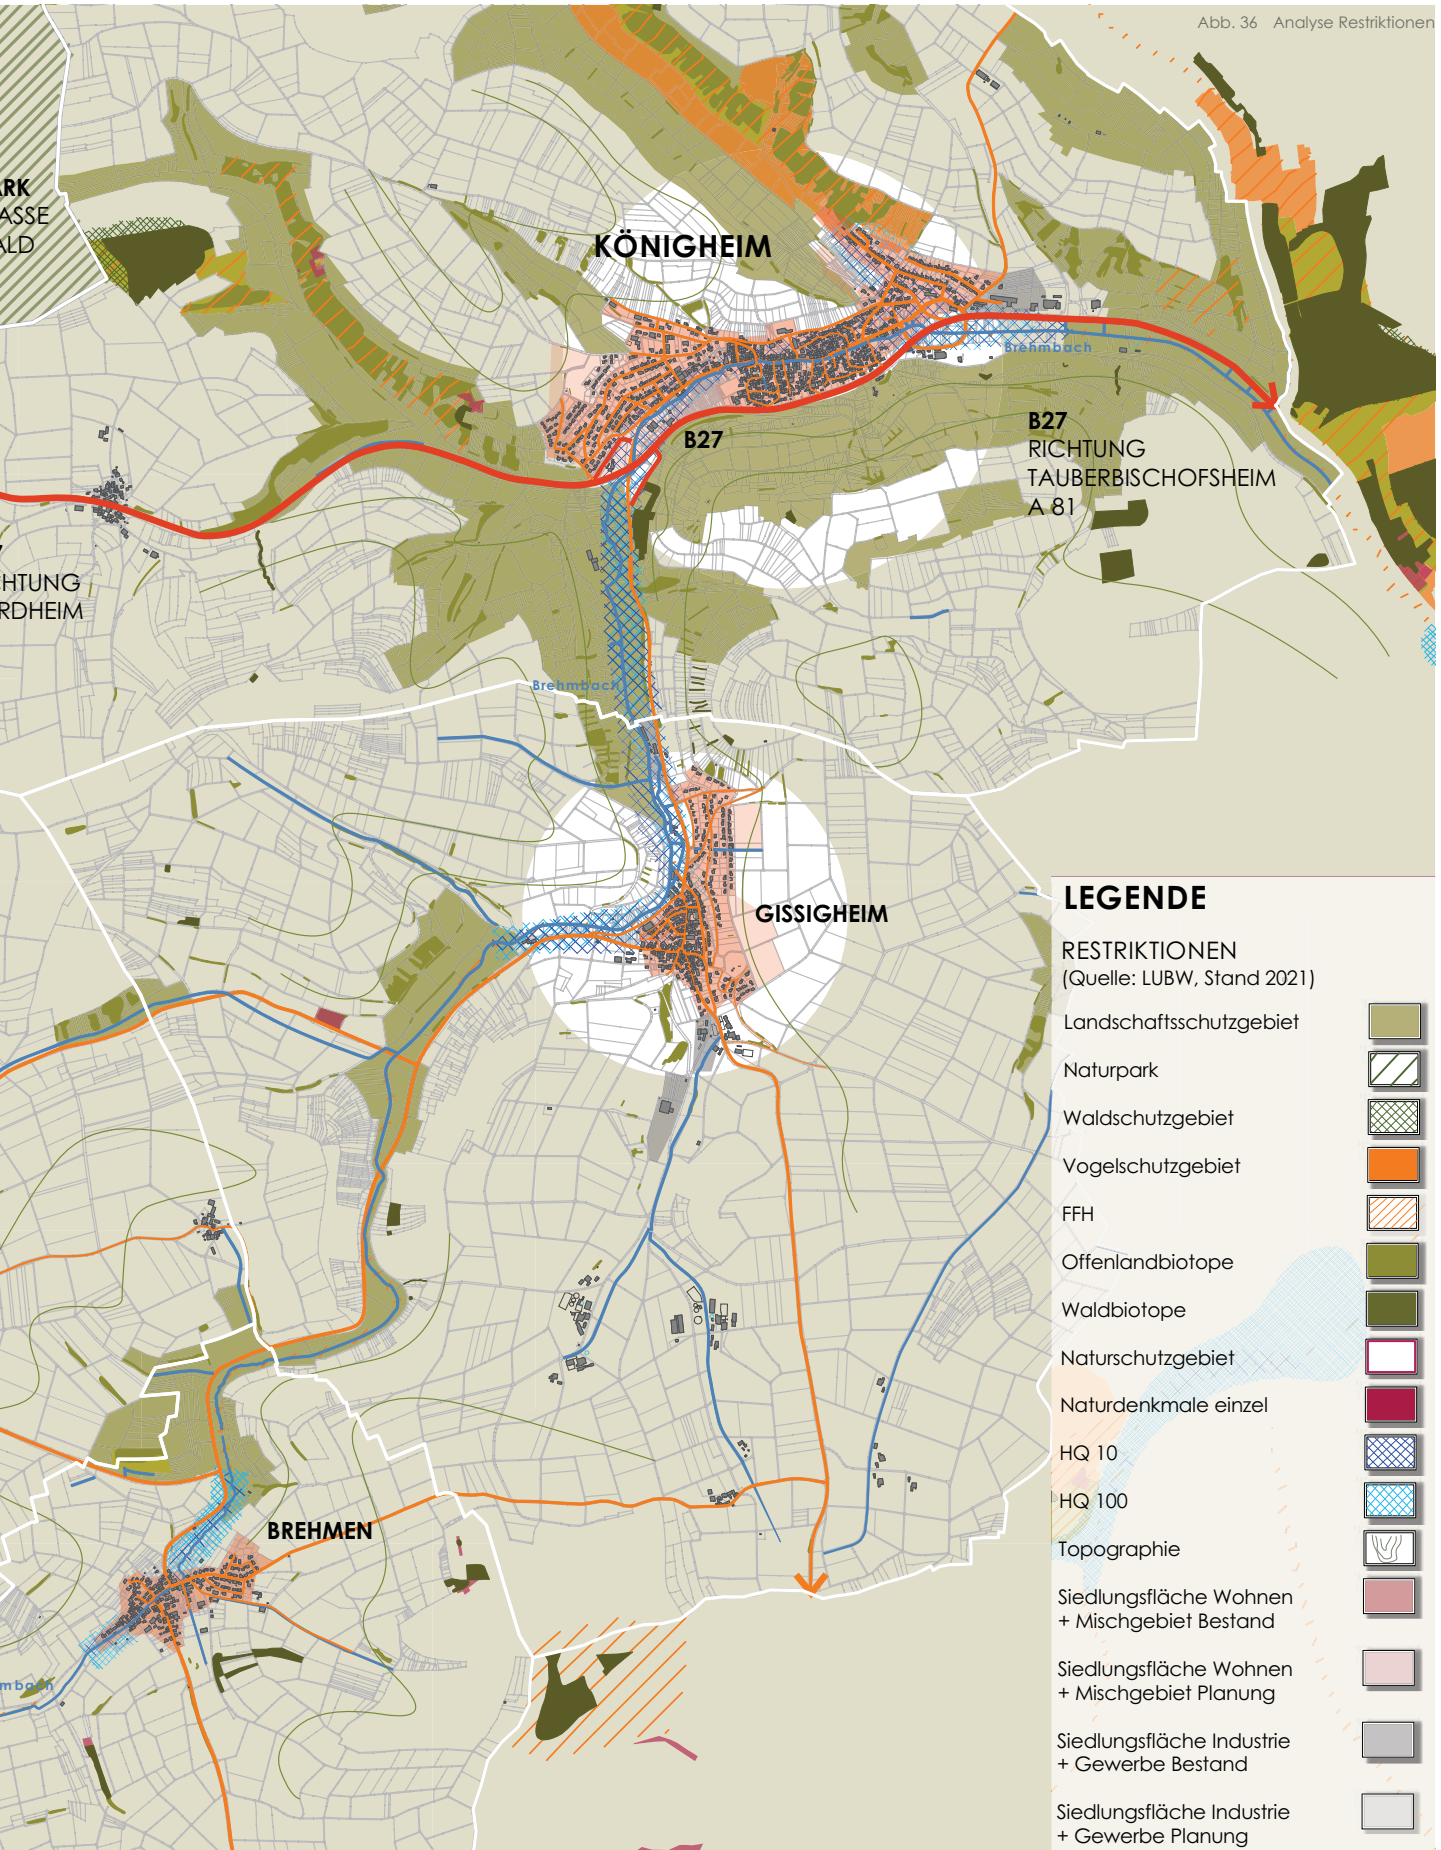 Abb. 36 Analyse Restriktionen
ARK
ASSE
ALD
KÖNIGHEIM
Brehmbach
B27
B27
RICHTUNG
TAUBERBISCHOFSHEIM
A 81
CHTUNG
RDHEIM
Brehmbach
GISSIGHEIM
BREHMEN
mbach
LEGENDE
RESTRIKTIONEN
(Quelle: LUBW, Stand 2021)
Landschaftsschutzgebiet
Naturpark
Waldschutzgebiet
Vogelschutzgebiet
FFH
Offenlandbiotope
Waldbiotope
Naturschutzgebiet
Naturdenkmale einzel
HQ 10
HQ 100
Topographie
Siedlungsfläche Wohnen
+ Mischgebiet Bestand
Siedlungsfläche Wohnen
+ Mischgebiet Planung
Siedlungsfläche Industrie
+ Gewerbe Bestand
Siedlungsfläche Industrie
+ Gewerbe Planung